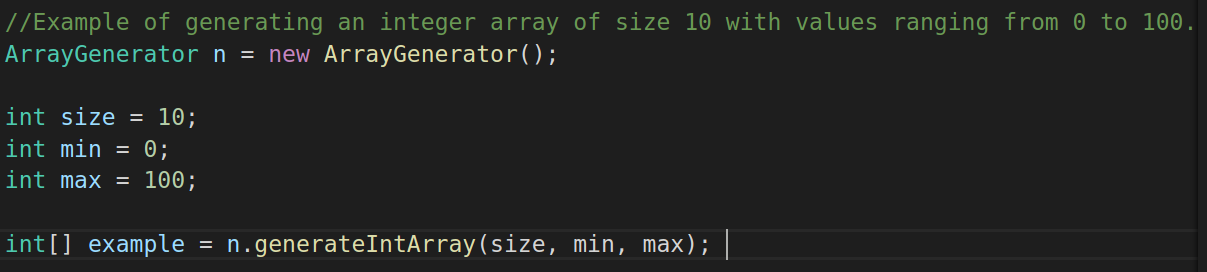 //Example of generating an integer array of size 10 with values ranging from 0 to 100.
ArrayGenerator n = new ArrayGenerator();
int size = 10;
int min = 0;
int max = 100;
int[] example = n.generateIntArray(size, min, max);